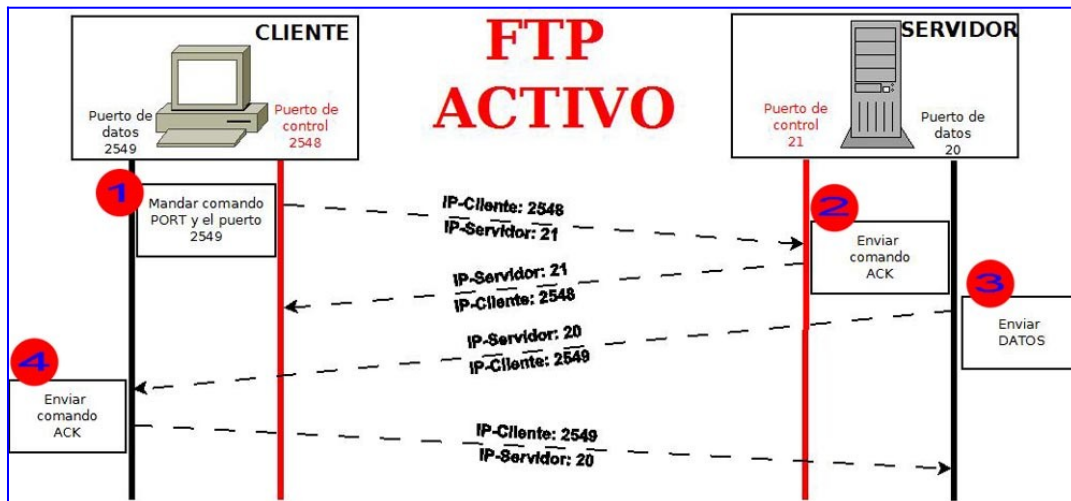 CLIENTE
FTP
ACTIVO
SERVIDOR
Puerto de
datos
2549
Puerto de
control
2548
Puerto de
control
21
Puerto de
datos
20
1
Mandar comando
PORT y el puerto
2549
IP-Cliente: 2548
IP-Servidor: 21
2
Enviar
comando
ACK
IP-Servidor: 21
IP-Cliente: 2548
3
Enviar
DATOS
IP-Servidor: 20
IP-Cliente: 2549
4
Enviar
comando
ACK
IP-Cliente: 2549
IP-Servidor: 20